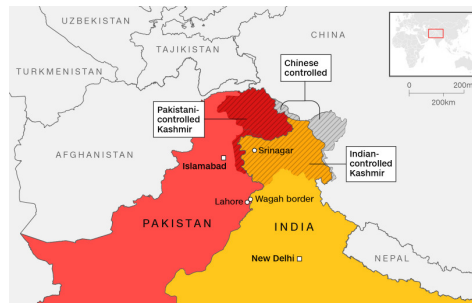 UZBEKISTAN
TURKMENISTAN
TAJIKISTAN
CHINA
Chinese
controlled
Pakistani-
controlled
Kashmir
0 200mi
200km
AFGHANISTAN
Srinagar
Islamabad
Indian-
controlled
Kashmir
Lahore
Wagah border
PAKISTAN
INDIA
New Delhi
NEPAL